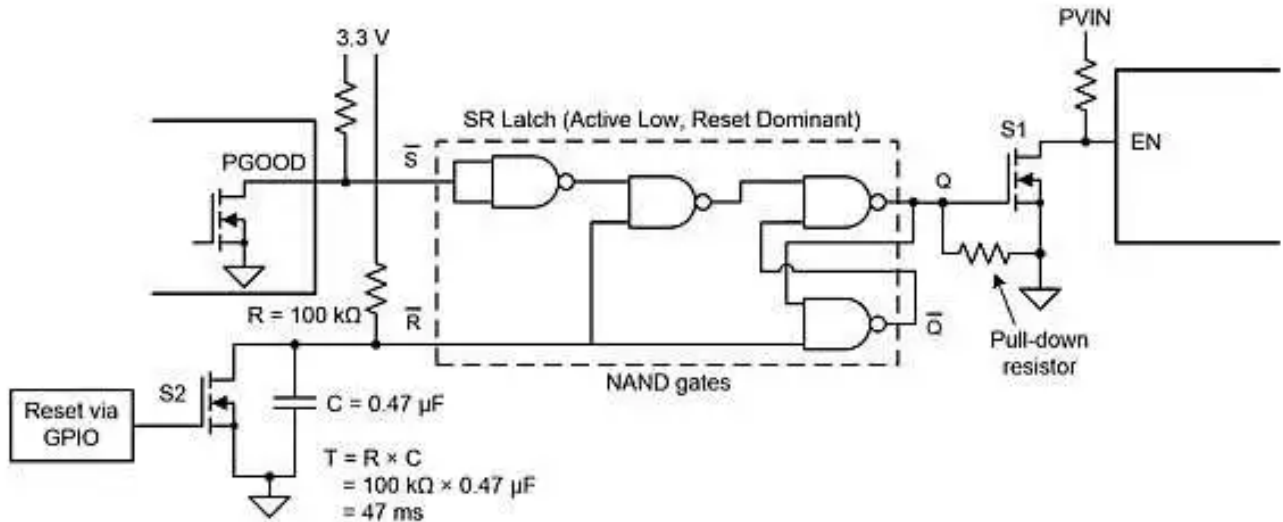 3.3 V
PVIN
SR Latch (Active Low, Reset Dominant)
S1
PGOOD
S
EN
Q
R = 100 kΩ
R
Q
Pull-down
resistor
NAND gates
S2
Reset via
GPIO
C = 0.47 µF
T = R × C
= 100 kΩ × 0.47 µF
= 47 ms